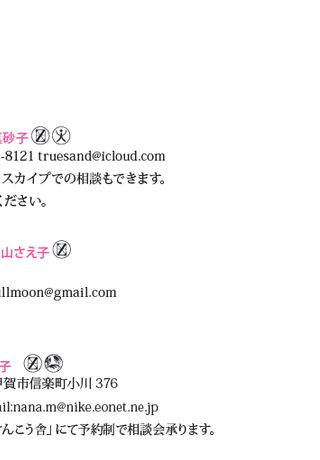 砂子
-8121 truesand@icloud.com
スカイプでの相談もできます。
ください。
山さえ子
llmoon@gmail.com
子
賀市信楽町小川 376
il:nana.m@nike.eonet.ne.jp
んこう舎」にて予約制で相談会承ります。